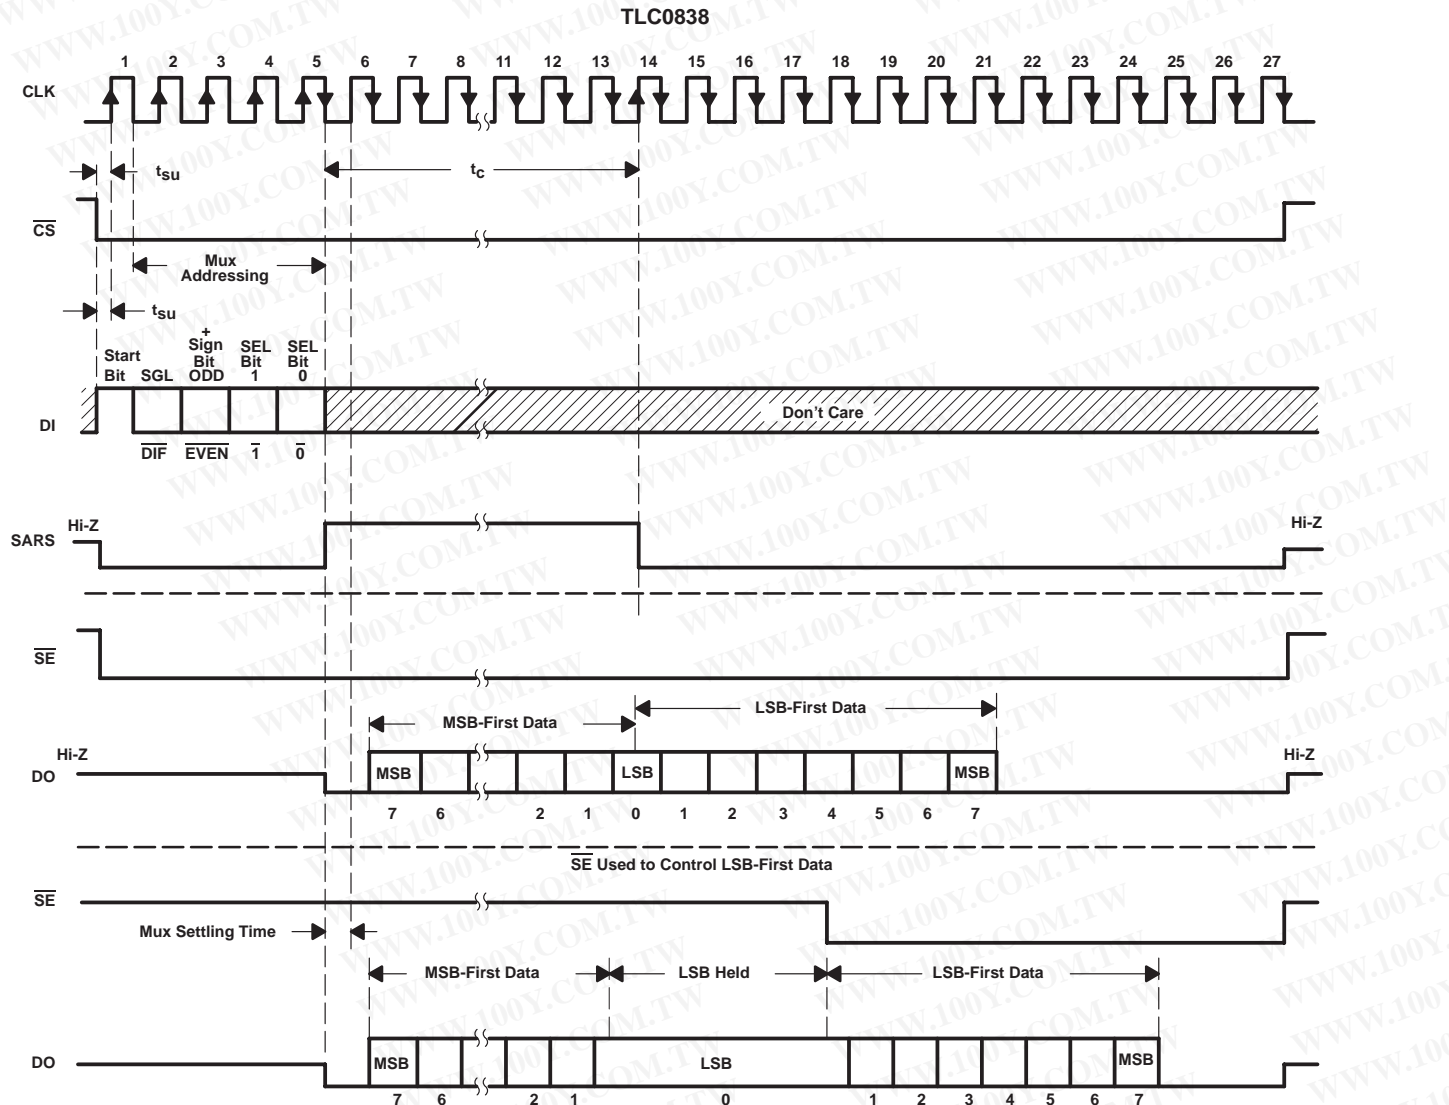 TLC0838
1 2 3 4 5 6 7 8 11 12 13 14 15 16 17 18 19 20 21 22 23 24 25 26 27
CLK
tsu
tc
CS
Mux
Addressing
tsu
+
Sign
Start
Bit
SGL
Bit
ODD
SEL
Bit
1
SEL
Bit
0
DI
Don't Care
DIF EVEN 1 0
Hi-Z
Hi-Z
SARS
SE
MSB-First Data
LSB-First Data
Hi-Z
Hi-Z
DO
MSB LSB MSB
7 6 2 1 0 1 2 3 4 5 6 7
SE Used to Control LSB-First Data
SE
Mux Settling Time
MSB-First Data
LSB Held
LSB-First Data
DO
MSB LSB MSB
7 6 2 1 0 1 2 3 4 5 6 7
WWW.100Y.COM.TW